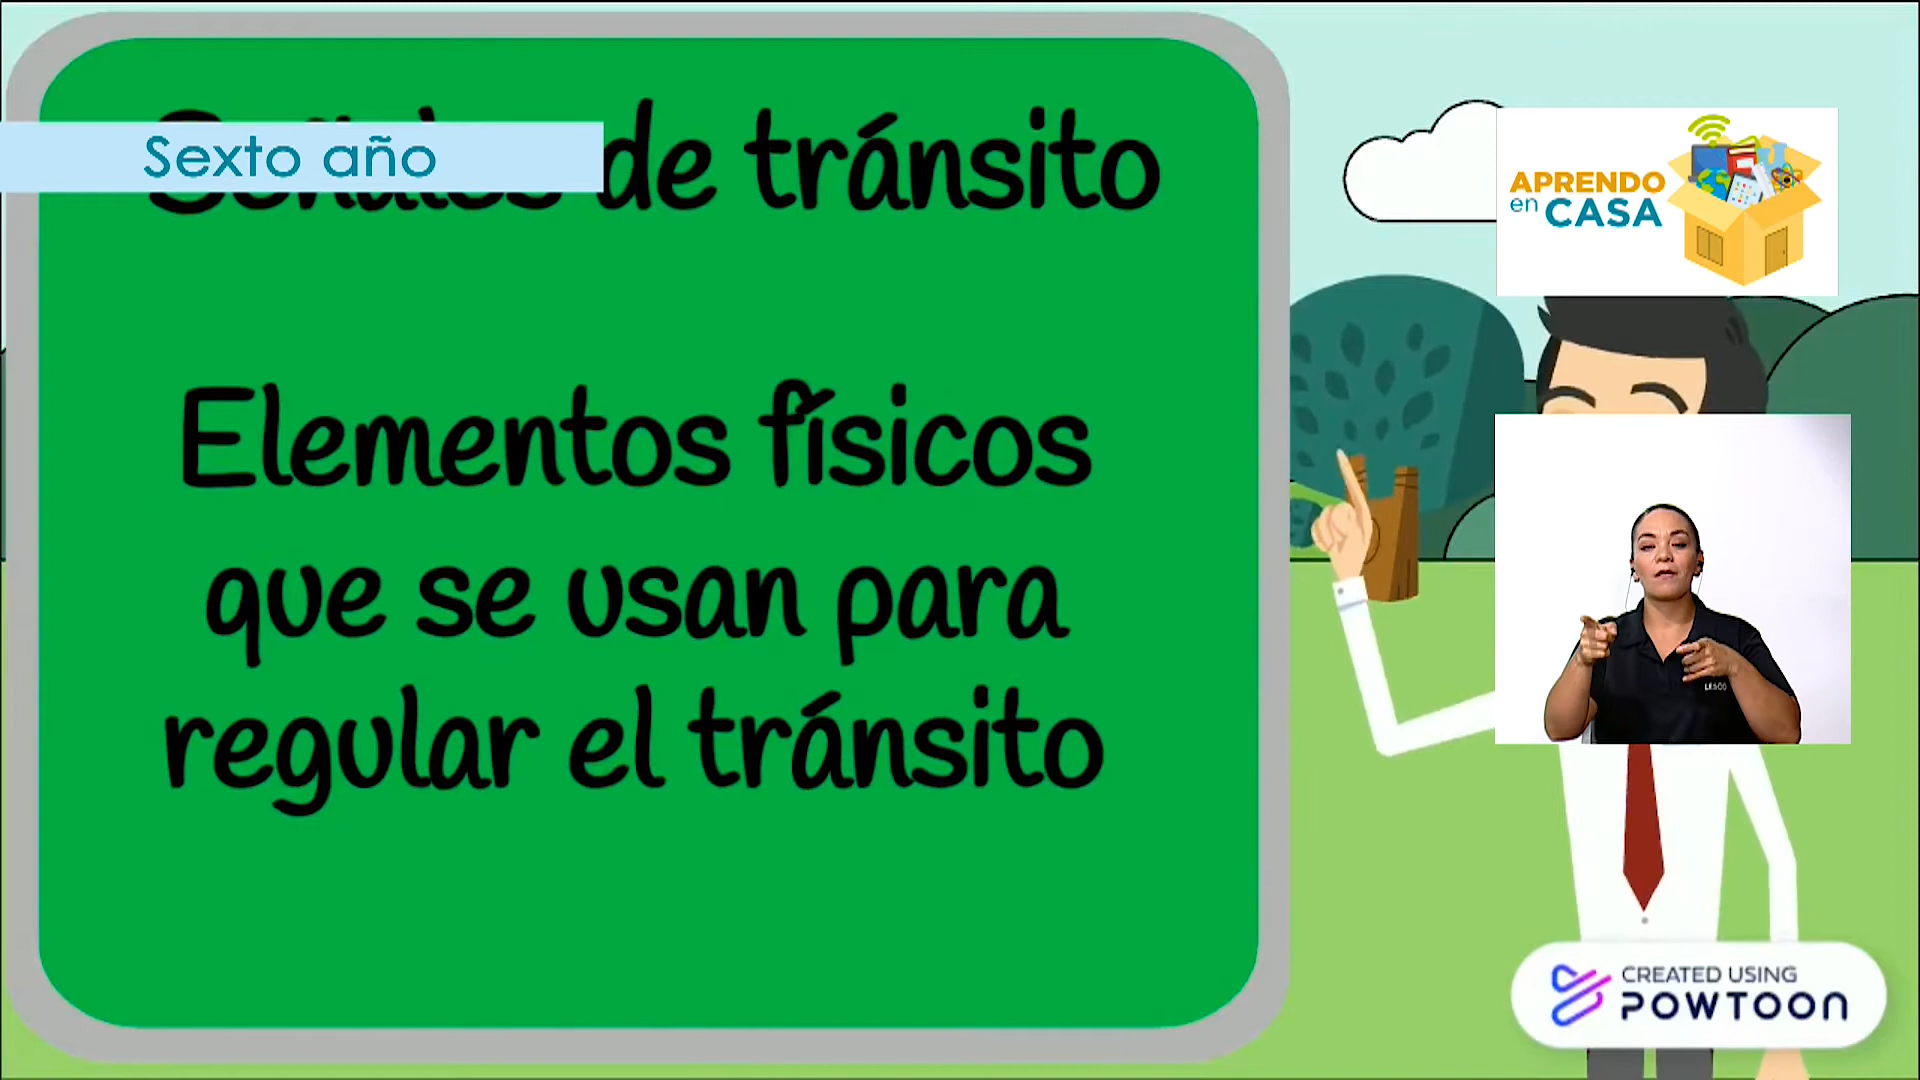 Sexto año
de tránsito
Elementos físicos
que se usan para
regular el tránsito
APRENDO
en CASA
LESCO
CREATED USING
POWTOON